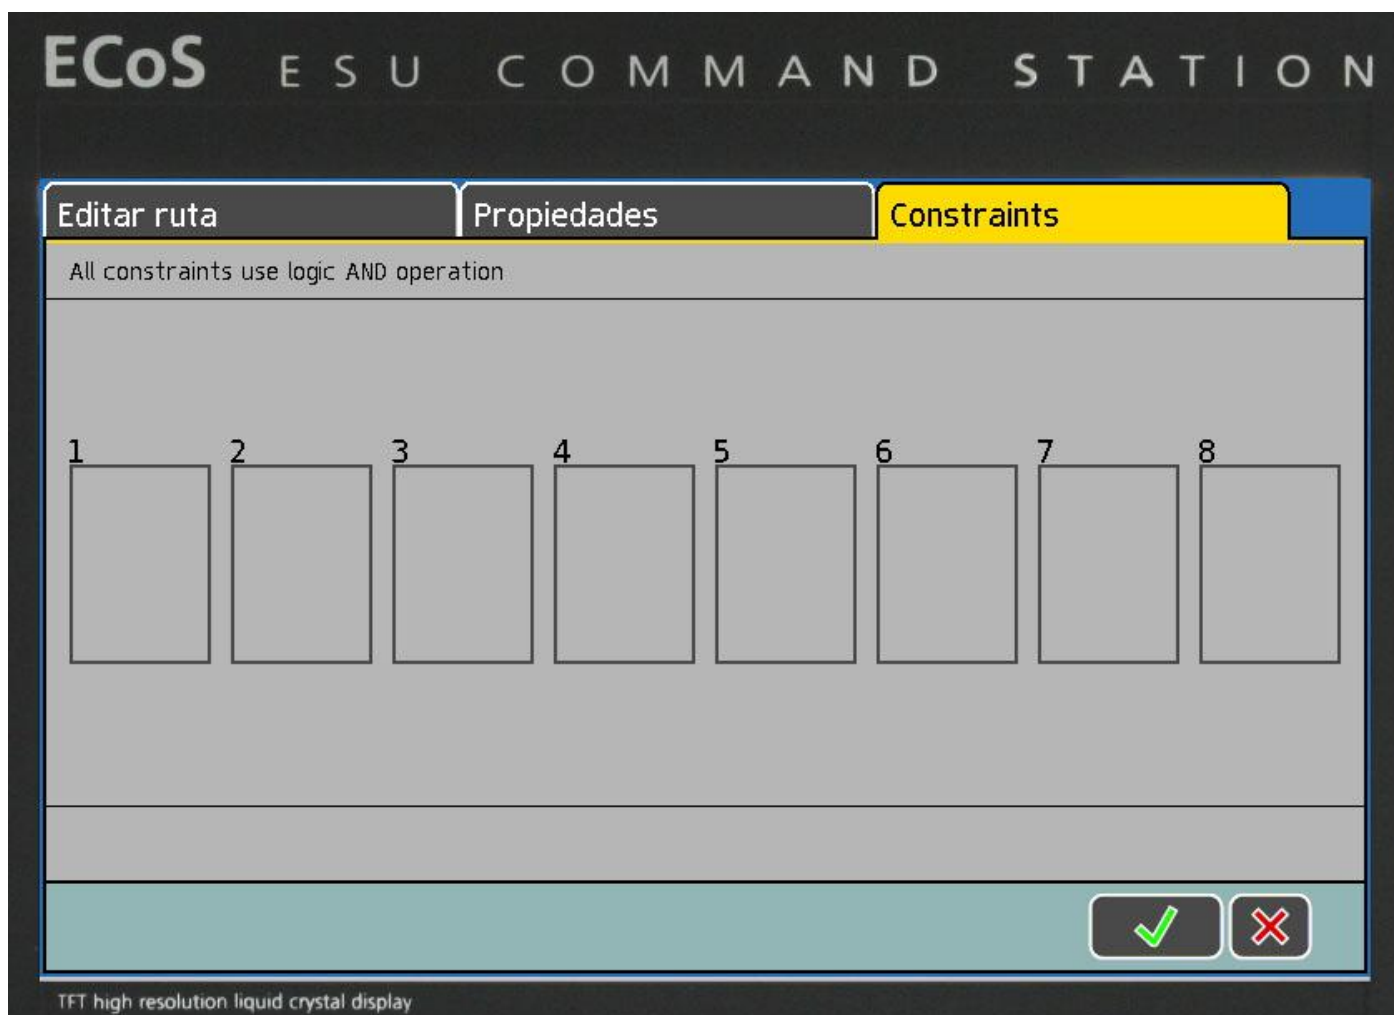 ECoS ESU COMMAND STATION
Editar ruta Propiedades Constraints
All constraints use logic AND operation
1 2 3 4 5 6 7 8
TFT high resolution liquid crystal display